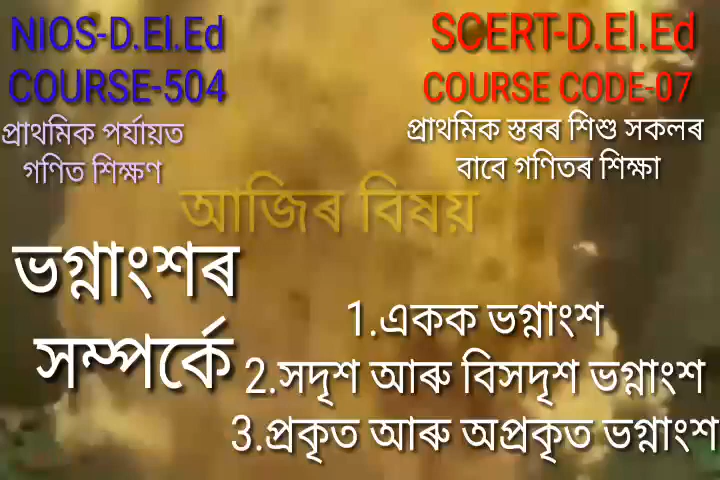 NIOS-D.El.Ed
COURSE-504
প্ৰাথমিক পৰ্যায়ত
গণিত শিক্ষণ
SCERT-D.El.Ed
COURSE CODE-07
প্ৰাথমিক স্তৰৰ শিশু সকলৰ
বাবে গণিতৰ শিক্ষা
আজিৰ বিষয়
ভগ্নাংশৰ
সম্পৰ্কে
1.একক ভগ্নাংশ
2.সদৃশ আৰু বিসদৃশ ভগ্নাংশ
3.প্ৰকৃত আৰু অপ্ৰকৃত ভগ্নাংশ